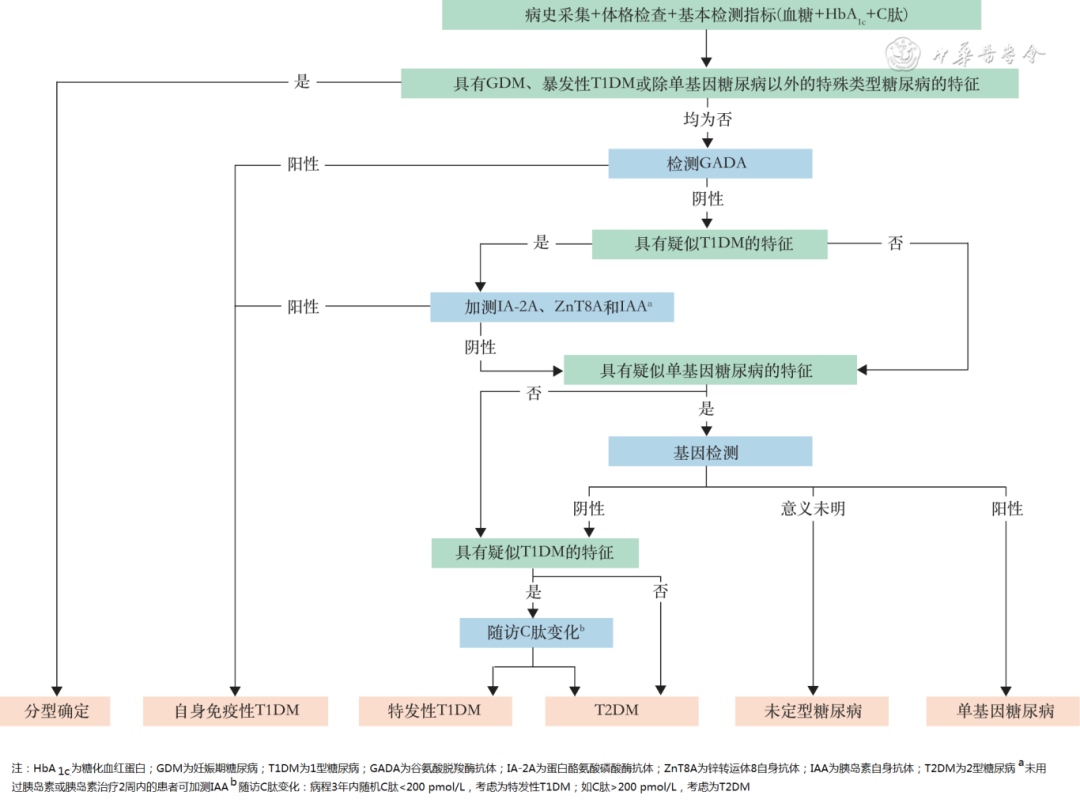 病史采集+体格检查+基本检测指标(血糖+HbA1c+C肽)
中华医学会
是
具有GDM、暴发性T1DM或除单基因糖尿病以外的特殊类型糖尿病的特征
均为否
阳性
检测GADA
阴性
是
具有疑似T1DM的特征
否
阳性
加测IA-2A、ZnT8A和IAAa
阴性
具有疑似单基因糖尿病的特征
否
是
基因检测
阴性
意义未明
阳性
具有疑似T1DM的特征
是
否
随访C肽变化b
分型确定
自身免疫性T1DM
特发性T1DM
T2DM
未定型糖尿病
单基因糖尿病
注：HbA 1c为糖化血红蛋白；GDM为妊娠期糖尿病；T1DM为1型糖尿病；GADA为谷氨酸脱羧酶抗体；IA-2A为蛋白酪氨酸磷酸酶抗体；ZnT8A为锌转运体8自身抗体；IAA为胰岛素自身抗体；T2DM为2型糖尿病 a未用
过胰岛素或胰岛素治疗2周内的患者可加测IAA b随访C肽变化：病程3年内随机C肽<200 pmol/L，考虑为特发性T1DM；如C肽>200 pmol/L，考虑为T2DM